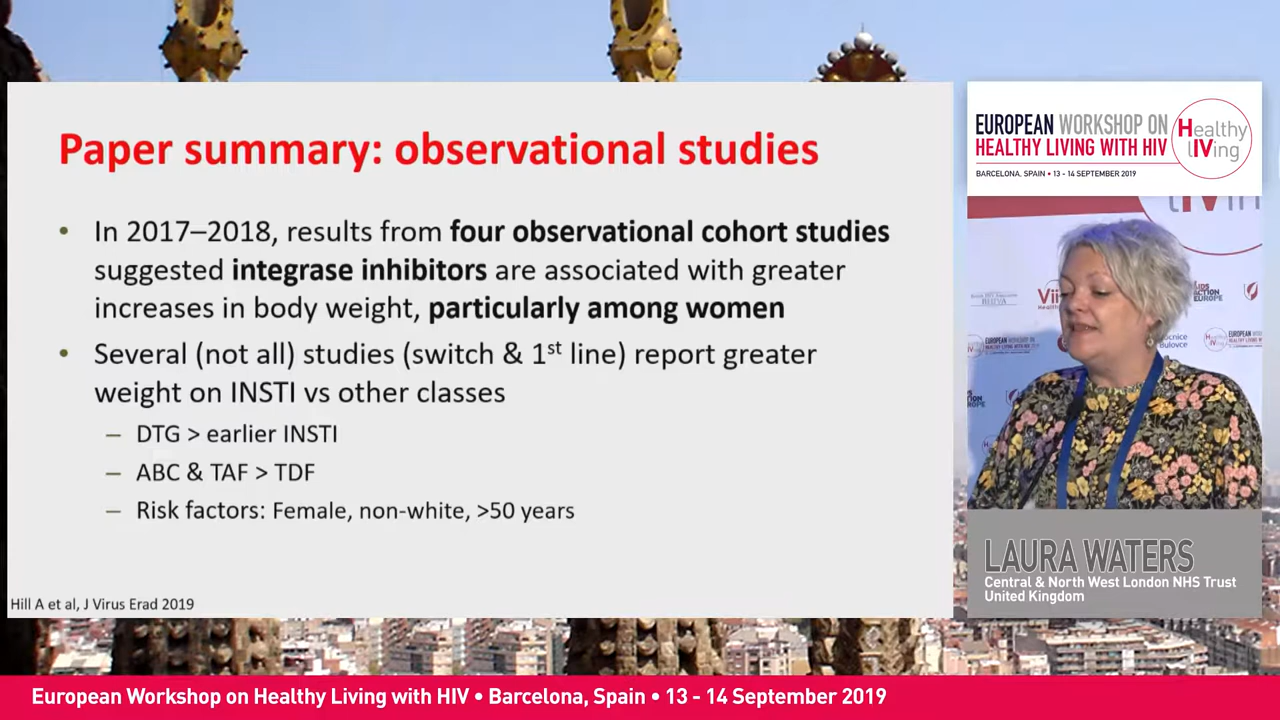 Paper summary: observational studies
• In 2017–2018, results from four observational cohort studies
suggested integrase inhibitors are associated with greater
increases in body weight, particularly among women
• Several (not all) studies (switch & 1st line) report greater
weight on INSTI vs other classes
– DTG > earlier INSTI
– ABC & TAF > TDF
– Risk factors: Female, non-white, >50 years
Hill A et al, J Virus Erad 2019
EUROPEAN WORKSHOP ON
HEALTHY LIVING WITH HIV
BARCELONA, SPAIN • 13 - 14 SEPTEMBER 2019
Healthy
lIVing
LAURA WATERS
Central & North West London NHS Trust
United Kingdom
European Workshop on Healthy Living with HIV • Barcelona, Spain • 13 - 14 September 2019